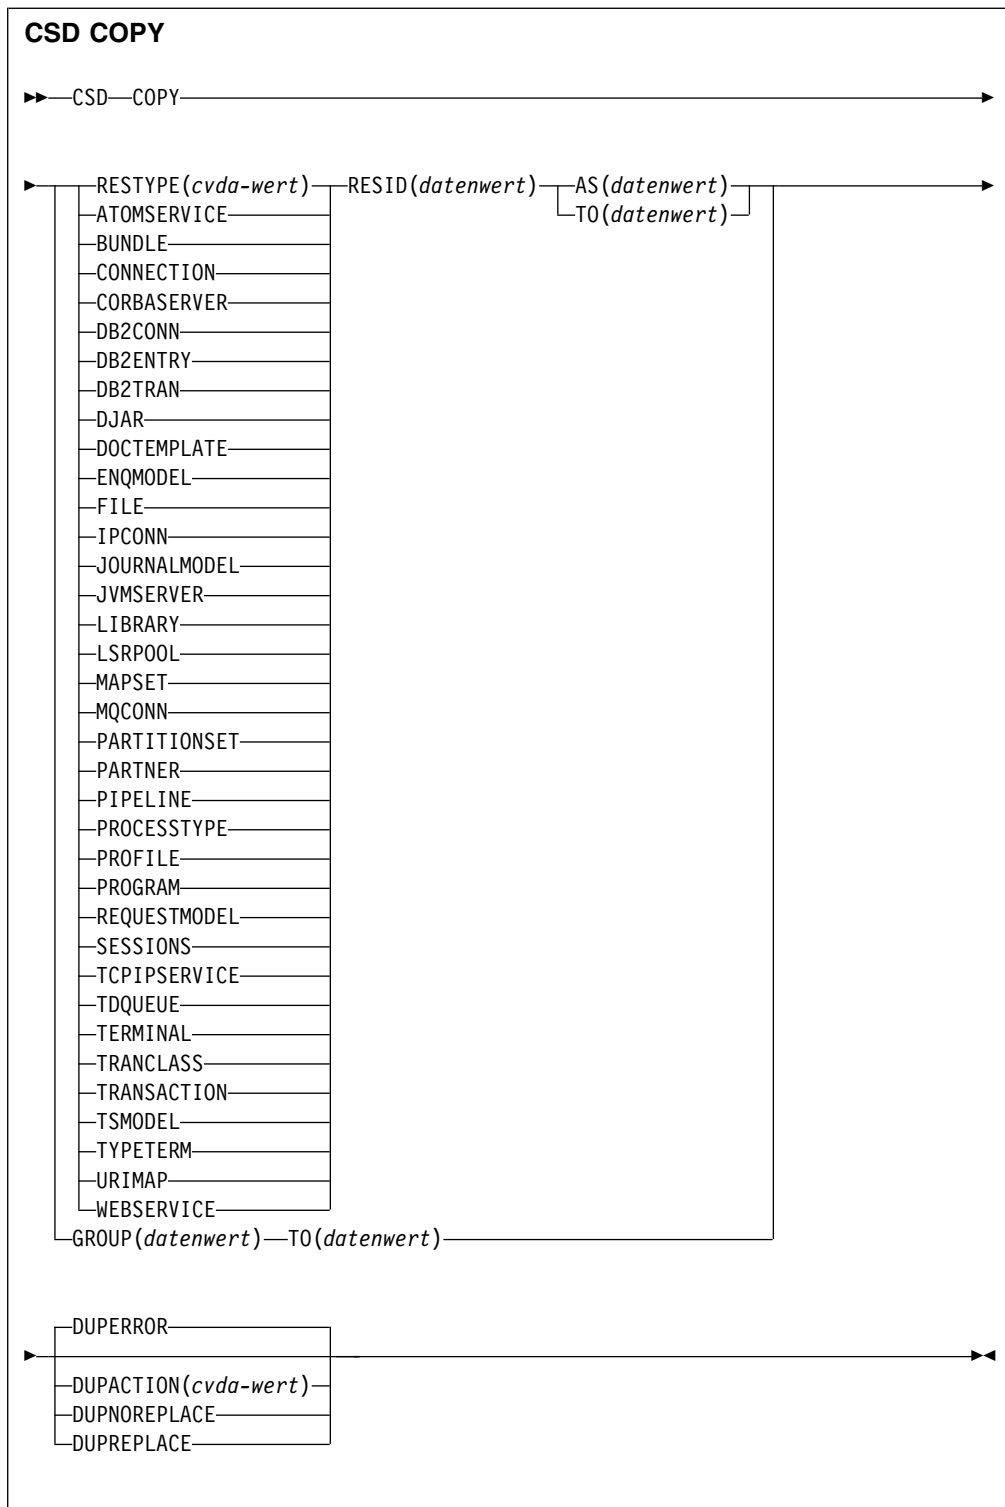 CSD COPY
CSD COPY
RESTYPE(cvda-wert) RESID(datenwert) AS(datenwert)
ATOMSERVICE TO(datenwert)
BUNDLE
CONNECTION
CORBASERVER
DB2CONN
DB2ENTRY
DB2TRAN
DJAR
DOCTEMPLATE
ENQMODEL
FILE
IPCONN
JOURNALMODEL
JVMSERVER
LIBRARY
LSRPOOL
MAPSET
MQCONN
PARTITIONSET
PARTNER
PIPELINE
PROCESSTYPE
PROFILE
PROGRAM
REQUESTMODEL
SESSIONS
TCPIPSERVICE
TDQUEUE
TERMINAL
TRANCLASS
TRANSACTION
TSMODEL
TYPETERM
URIMAP
WEBSERVICE
GROUP(datenwert) TO(datenwert)
DUPERROR
DUPACTION(cvda-wert)
DUPNOREPLACE
DUPREPLACE